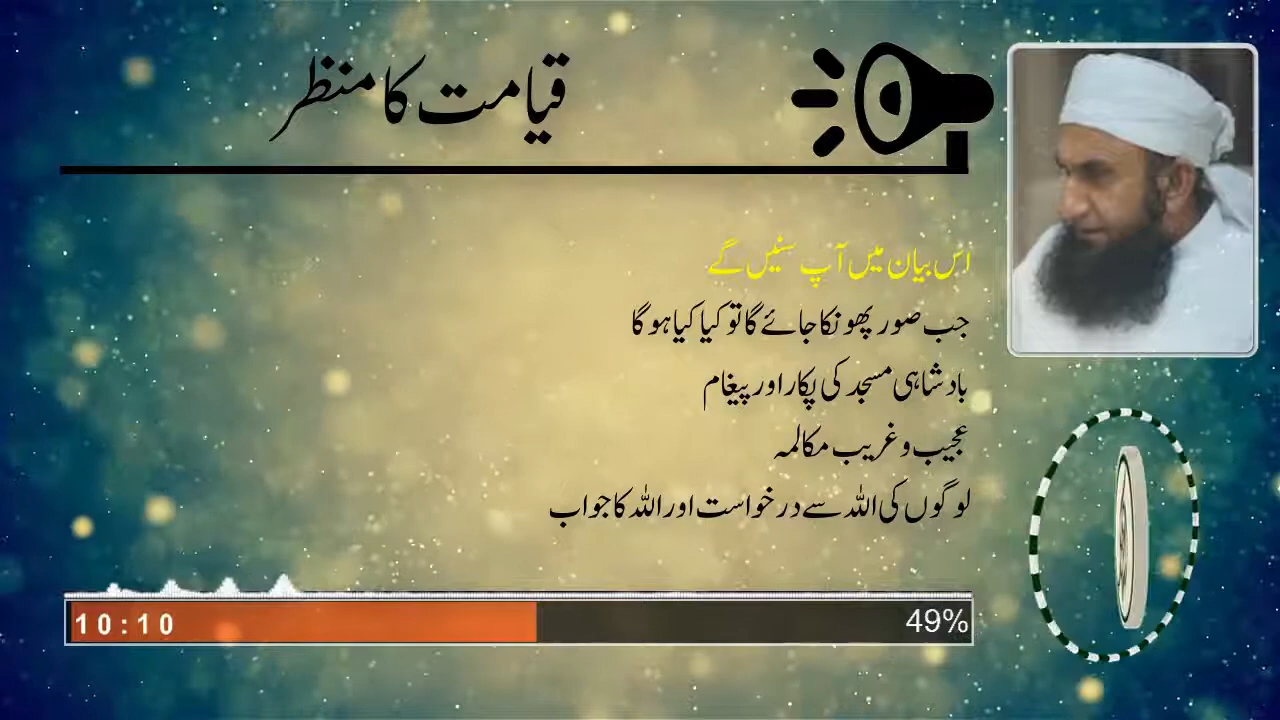 قیامت کا منظر
اس بیان میں آپ سنیں گے
جب صور پھونکا جائے گا تو کیا کیا ہو گا
بادشاہی مسجد کی پکار اور پیغام
عجیب و غریب مکالمہ
لوگوں کی اللہ سے درخواست اور اللہ کا جواب
10:10
49%